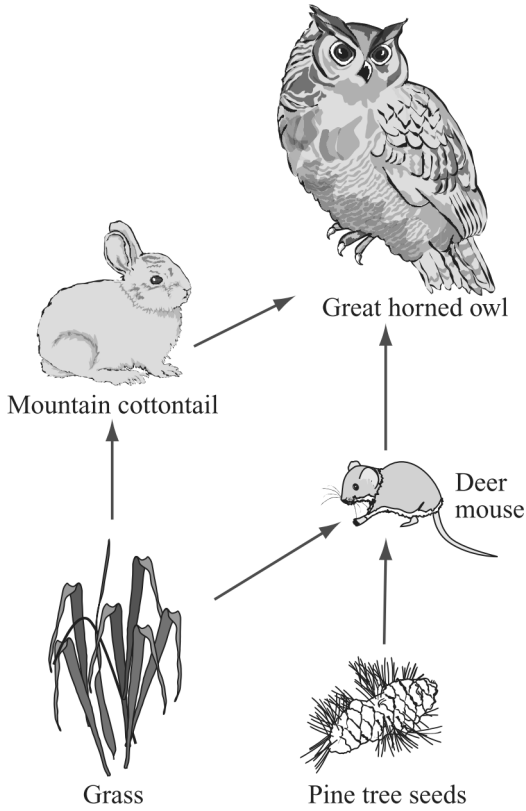 Great horned owl
Mountain cottontail
Deer
mouse
Grass
Pine tree seeds